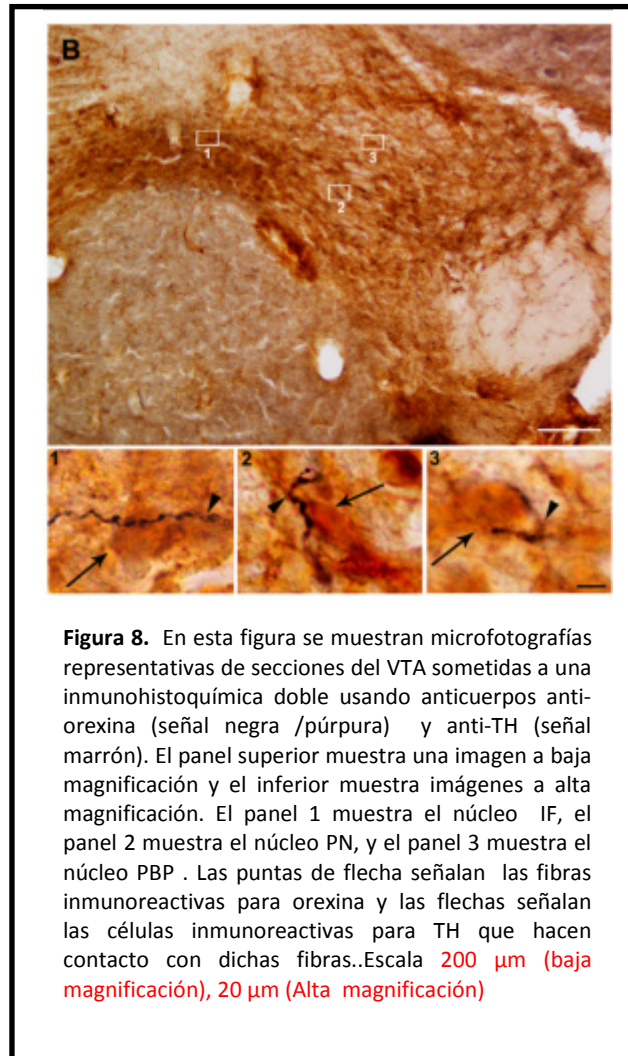 B
1
3
2
1
2
3
Figura 8. En esta figura se muestran microfotografías
representativas de secciones del VTA sometidas a una
inmunohistoquímica doble usando anticuerpos anti-
orexina (señal negra /púrpura) y anti-TH (señal
marrón). El panel superior muestra una imagen a baja
magnificación y el inferior muestra imágenes a alta
magnificación. El panel 1 muestra el núcleo IF, el
panel 2 muestra el núcleo PN, y el panel 3 muestra el
núcleo PBP . Las puntas de flecha señalan las fibras
inmunoreactivas para orexina y las flechas señalan
las células inmunoreactivas para TH que hacen
contacto con dichas fibras..Escala 200 µm (baja
magnificación), 20 µm (Alta magnificación)